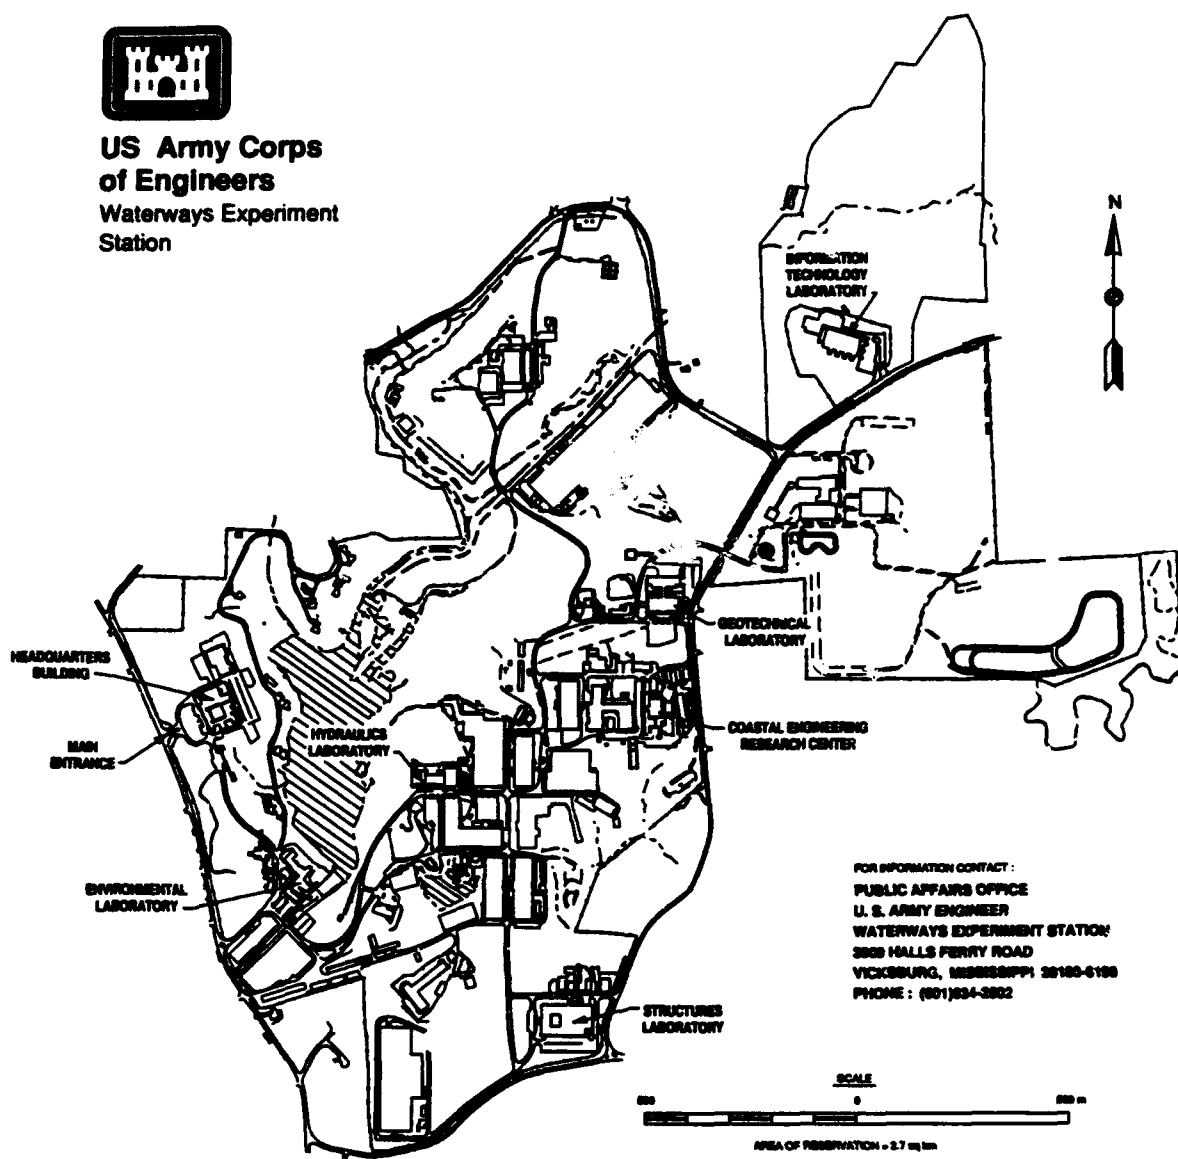 US Army Corps
of Engineers
Waterways Experiment
Station
N
INFORMATION
TECHNOLOGY
LABORATORY
GEOTECHNICAL
LABORATORY
HEADQUARTERS
BUILDING
HYDRAULICS
LABORATORY
COASTAL ENGINEERING
RESEARCH CENTER
MAIN
ENTRANCE
ENVIRONMENTAL
LABORATORY
FOR INFORMATION CONTACT :
PUBLIC AFFAIRS OFFICE
U. S. ARMY ENGINEER
WATERWAYS EXPERIMENT STATION
HALLS FERRY ROAD
VICKSBURG, MISSISSIPPI
PHONE :
STRUCTURES
LABORATORY
SCALE
0
m
AREA OF RESERVATION = 2.7 sq km